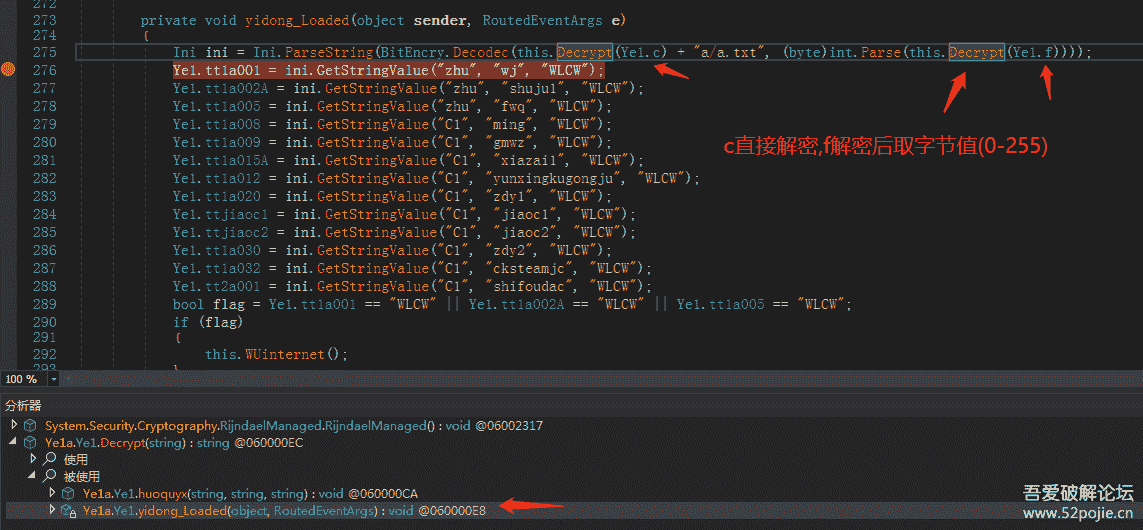 272
273 private void yidong_Loaded(object sender, RoutedEventArgs e)
274 {
275 Ini ini = Ini.ParseString(BitEncry.Decodec(this.Decrypt(Ye1.c) + "a/a.txt", (byte)int.Parse(this.Decrypt(Ye1.f))));
276 Ye1.tt1a001 = ini.GetStringValue("zhu", "wj", "WLCW");
277 Ye1.tt1a002A = ini.GetStringValue("zhu", "shuju1", "WLCW");
278 Ye1.tt1a005 = ini.GetStringValue("zhu", "fwq", "WLCW");
279 Ye1.tt1a008 = ini.GetStringValue("C1", "ming", "WLCW");
280 Ye1.tt1a009 = ini.GetStringValue("C1", "gmwz", "WLCW");
281 Ye1.tt1a015A = ini.GetStringValue("C1", "xiazai1", "WLCW");
282 Ye1.tt1a012 = ini.GetStringValue("C1", "yunxingkugongju", "WLCW");
283 Ye1.tt1a020 = ini.GetStringValue("C1", "zdy1", "WLCW");
284 Ye1.ttjiaoc1 = ini.GetStringValue("C1", "jiaoc1", "WLCW");
285 Ye1.ttjiaoc2 = ini.GetStringValue("C1", "jiaoc2", "WLCW");
286 Ye1.tt1a030 = ini.GetStringValue("C1", "zdy2", "WLCW");
287 Ye1.tt1a032 = ini.GetStringValue("C1", "cksteamjc", "WLCW");
288 Ye1.tt2a001 = ini.GetStringValue("C1", "shifoudac", "WLCW");
289 bool flag = Ye1.tt1a001 == "WLCW" || Ye1.tt1a002A == "WLCW" || Ye1.tt1a005 == "WLCW";
290 if (flag)
291 {
292 this.WUinternet();
293 }
c直接解密,f解密后取字节值(0-255)
100 %
分析器
System.Security.Cryptography.RijndaelManaged.RijndaelManaged() : void @06002317
Ye1a.Ye1.Decrypt(string) : string @060000EC
使用
被使用
Ye1a.Ye1.huoquyx(string, string, string) : void @060000CA
Ye1a.Ye1.yidong_Loaded(object, RoutedEventArgs) : void @060000E8
吾爱破解论坛
www.52pojie.cn